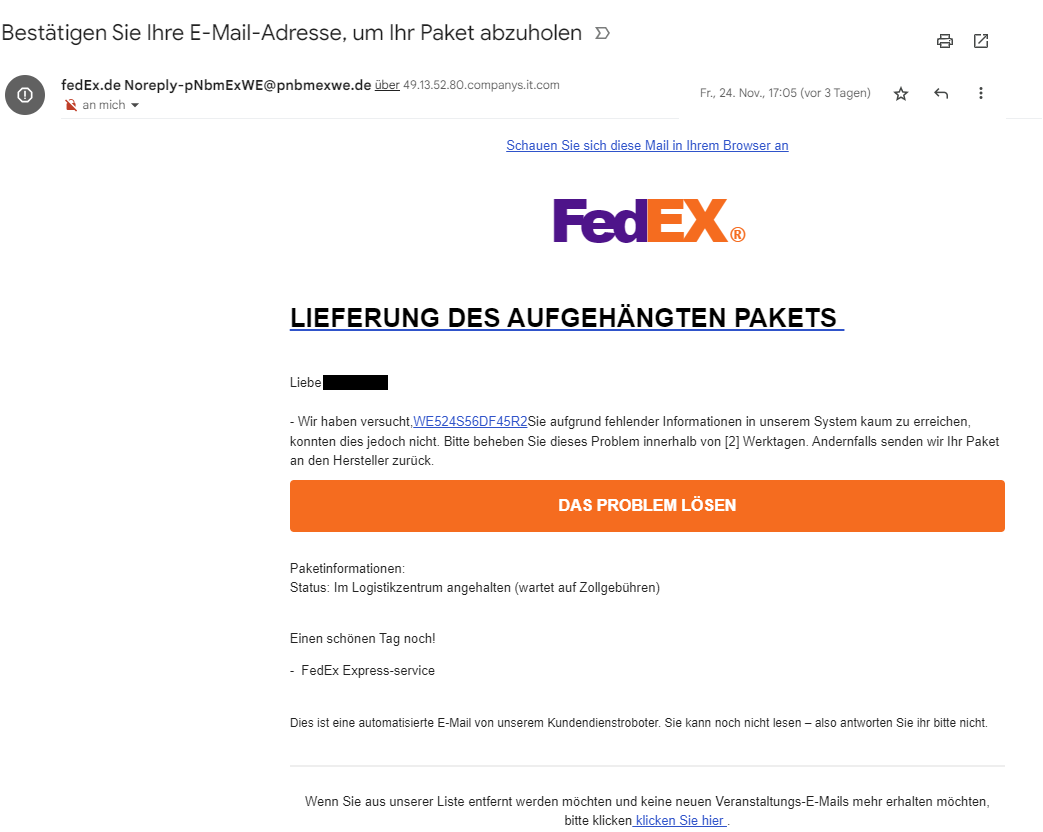 Bestätigen Sie Ihre E-Mail-Adresse, um Ihr Paket abzuholen
fedEx.de Noreply-pNbmExWE@pnbmexwe.de über 49.13.52.80.companys.it.com
an mich
Fr., 24. Nov., 17:05 (vor 3 Tagen)
Schauen Sie sich diese Mail in Ihrem Browser an
FedEX®
LIEFERUNG DES AUFGEHÄNGTEN PAKETS
Liebe
- Wir haben versucht,WE524S56DF45R2Sie aufgrund fehlender Informationen in unserem System kaum zu erreichen,
konnten dies jedoch nicht. Bitte beheben Sie dieses Problem innerhalb von [2] Werktagen. Andernfalls senden wir Ihr Paket
an den Hersteller zurück.
DAS PROBLEM LÖSEN
Paketinformationen:
Status: Im Logistikzentrum angehalten (wartet auf Zollgebühren)
Einen schönen Tag noch!
- FedEx Express-service
Dies ist eine automatisierte E-Mail von unserem Kundendienstroboter. Sie kann noch nicht lesen – also antworten Sie ihr bitte nicht.
Wenn Sie aus unserer Liste entfernt werden möchten und keine neuen Veranstaltungs-E-Mails mehr erhalten möchten,
bitte klicken klicken Sie hier .